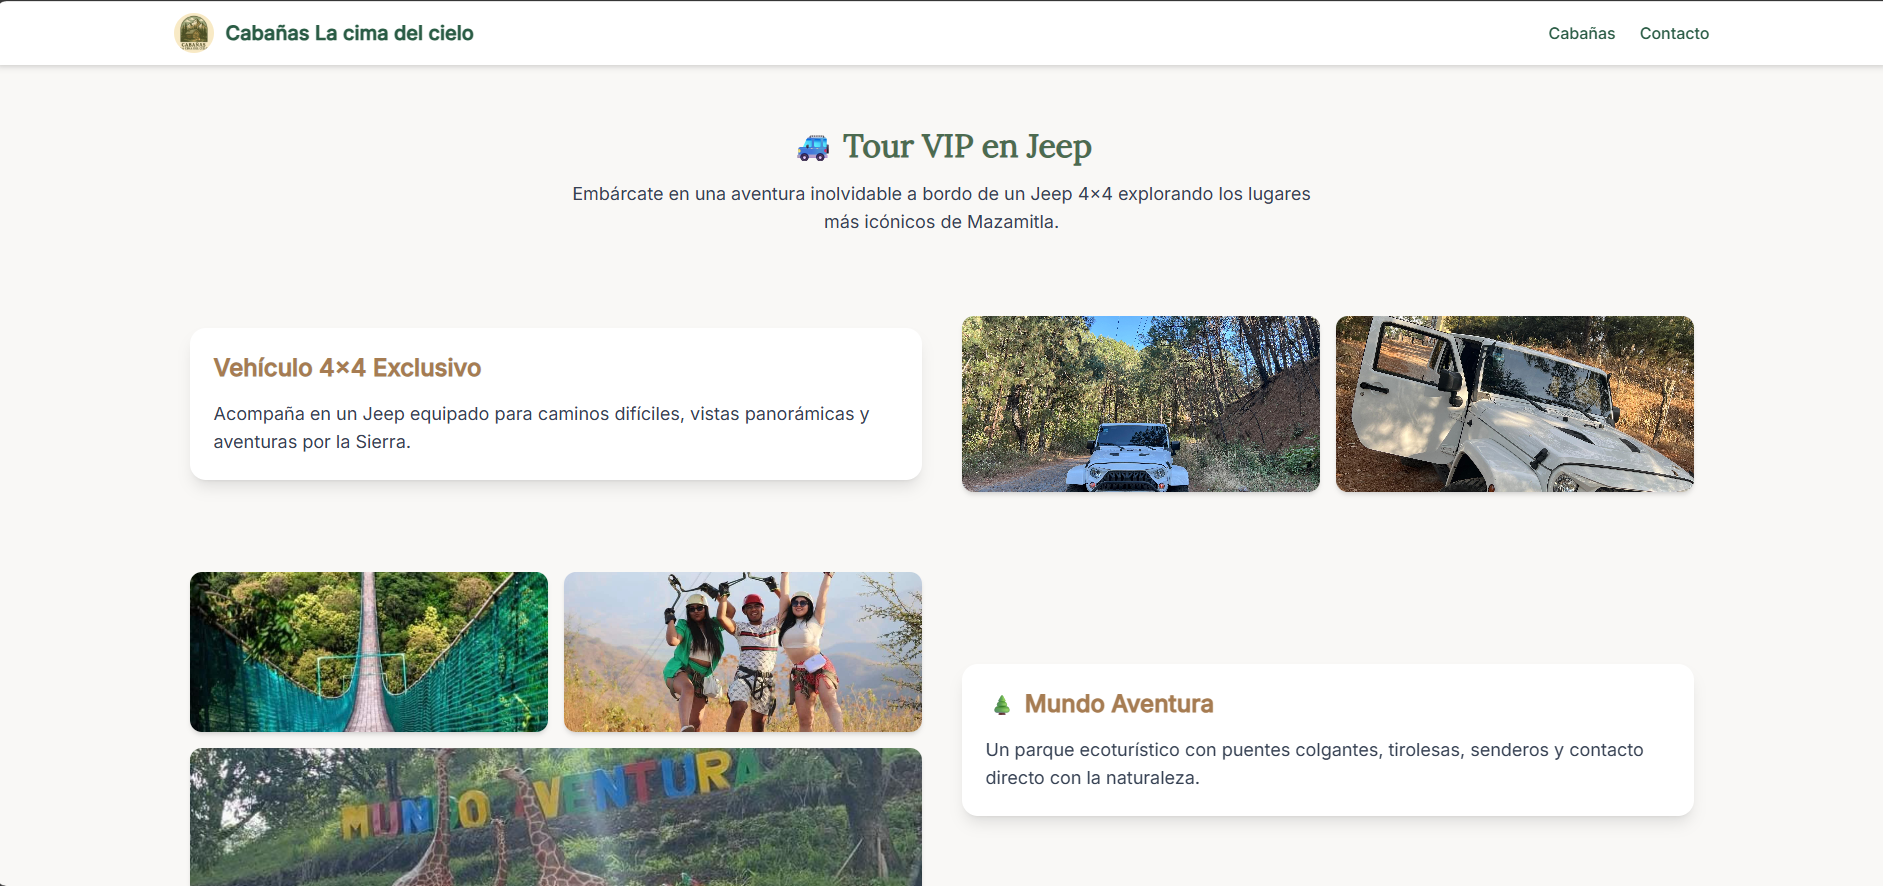 CABAÑAS
Cabañas La cima del cielo
Cabañas
Contacto
Tour VIP en Jeep
Embárcate en una aventura inolvidable a bordo de un Jeep 4×4 explorando los lugares
más icónicos de Mazamitla.
Vehículo 4×4 Exclusivo
Acompaña en un Jeep equipado para caminos difíciles, vistas panorámicas y
aventuras por la Sierra.
MUNDO AVENTURA
Mundo Aventura
Un parque ecoturístico con puentes colgantes, tirolesas, senderos y contacto
directo con la naturaleza.